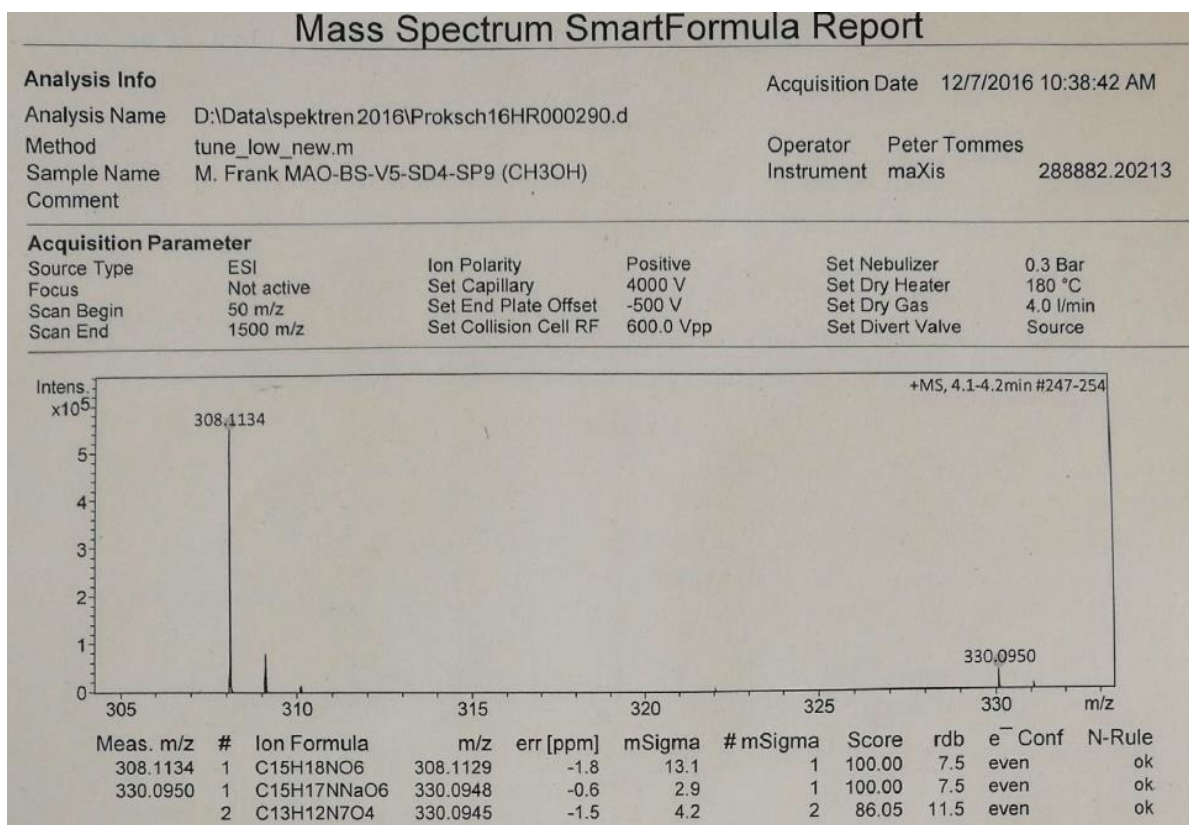 Mass Spectrum SmartFormula Report
Analysis Info Acquisition Date 12/7/2016 10:38:42 AM
Analysis Name D:\Data\spektren 2016\Proksch16HR000290.d
Method tune_low_new.m Operator Peter Tommes
Sample Name M. Frank MAO-BS-V5-SD4-SP9 (CH3OH) Instrument maXis 288882.20213
Comment
Acquisition Parameter
Source Type ESI Ion Polarity Positive Set Nebulizer 0.3 Bar
Focus Not active Set Capillary 4000 V Set Dry Heater 180 °C
Scan Begin 50 m/z Set End Plate Offset -500 V Set Dry Gas 4.0 l/min
Scan End 1500 m/z Set Collision Cell RF 600.0 Vpp Set Divert Valve Source
Intens. +MS, 4.1-4.2min #247-254
x105
308.1134
5
4
3
2
1
330.0950
0
305 310 315 320 325 330 m/z
Meas. m/z # Ion Formula m/z err [ppm] mSigma # mSigma Score rdb e¯ Conf N-Rule
308.1134 1 C15H18NO6 308.1129 -1.8 13.1 1 100.00 7.5 even ok
330.0950 1 C15H17NNaO6 330.0948 -0.6 2.9 1 100.00 7.5 even ok
2 C13H12N7O4 330.0945 -1.5 4.2 2 86.05 11.5 even ok